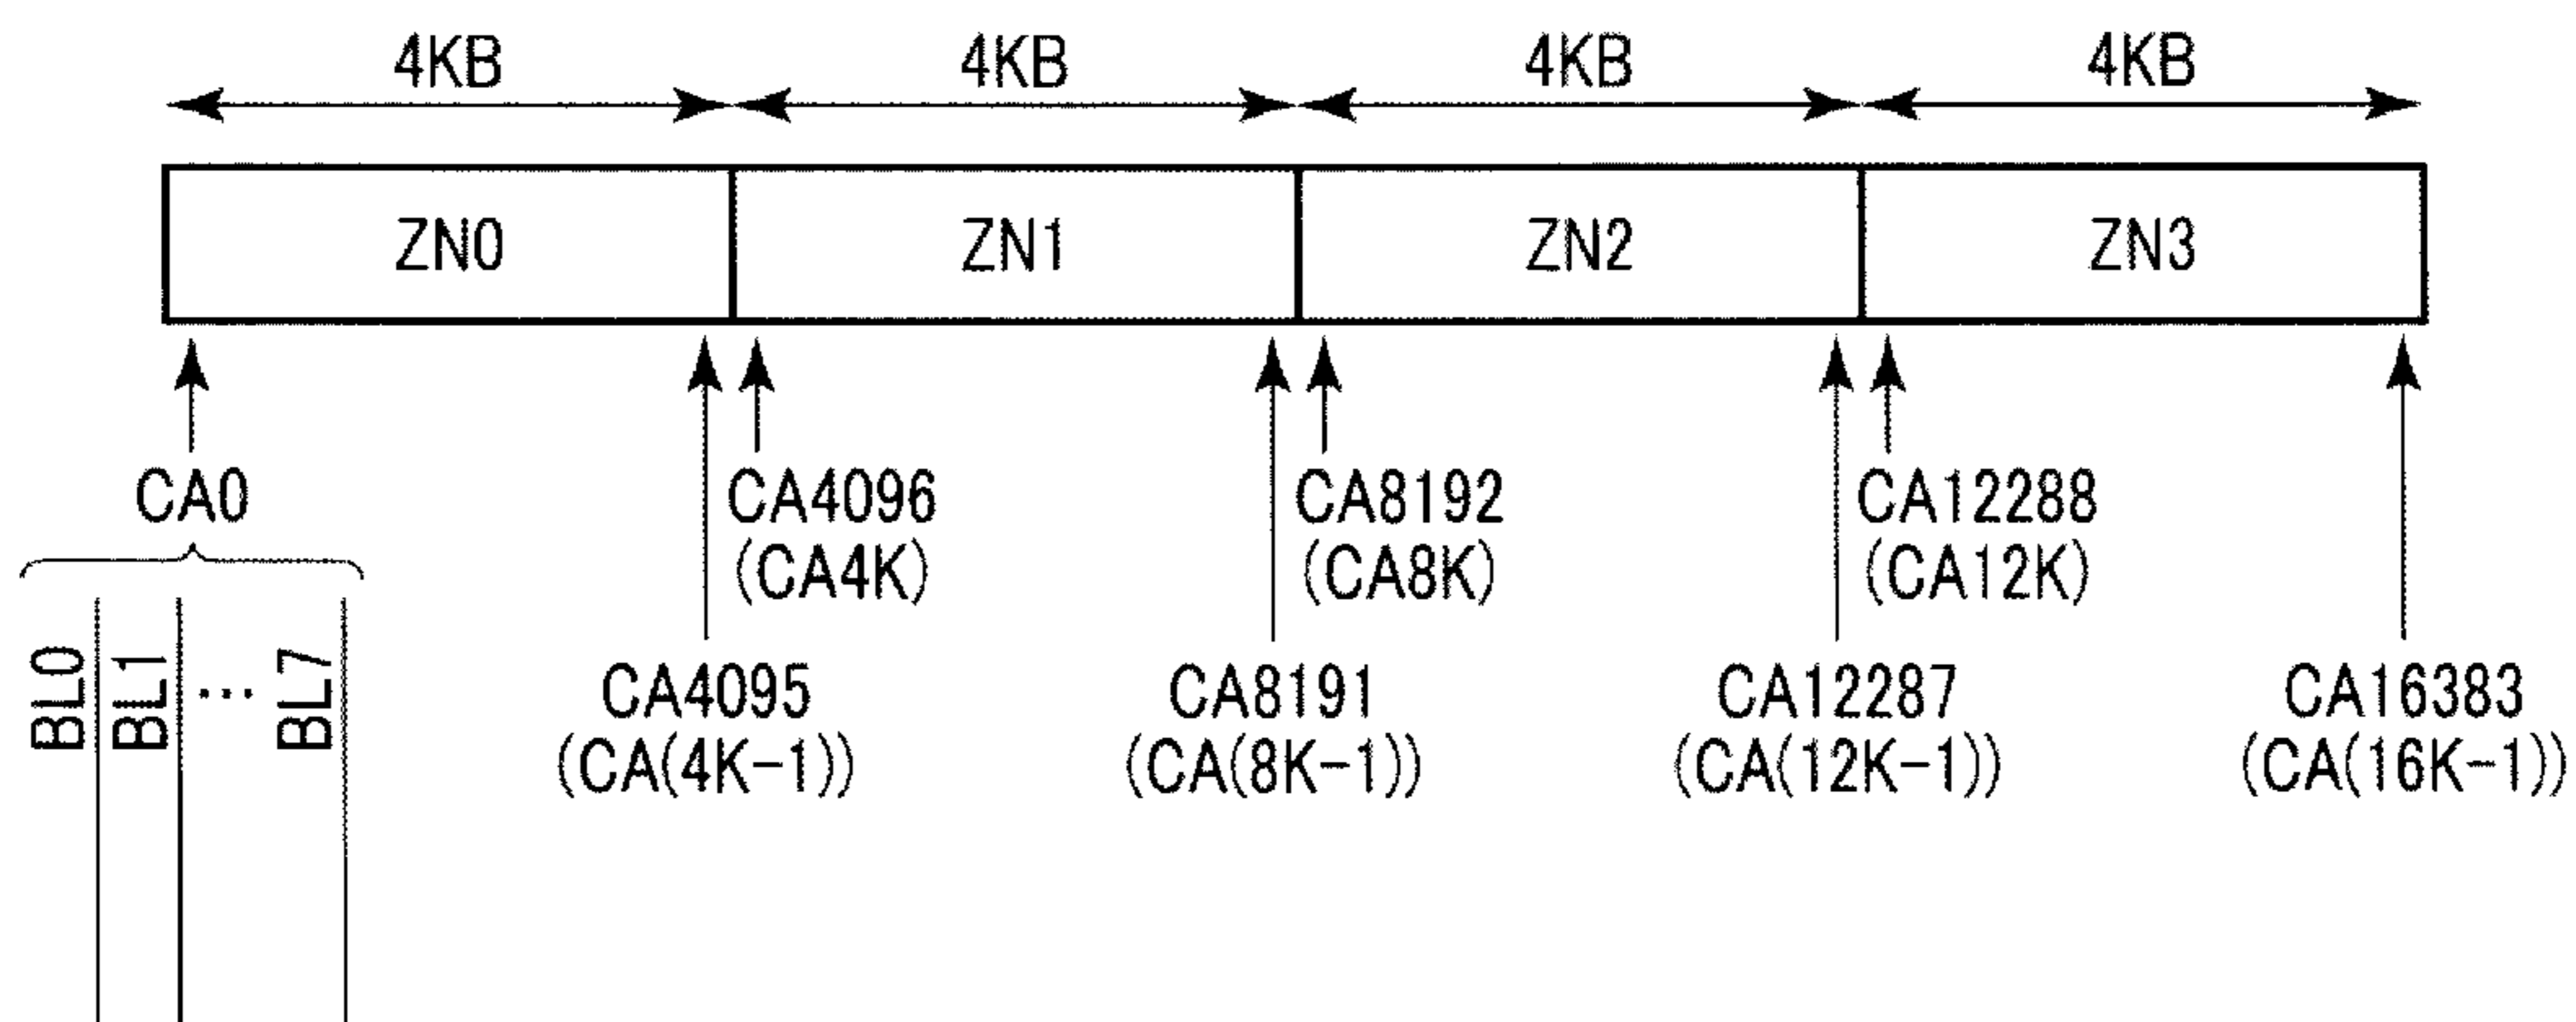 4KB 4KB 4KB 4KB
ZN0 ZN1 ZN2 ZN3
CA0 CA4096 CA8192 CA12288
(CA4K) (CA8K) (CA12K)
BL0 BL1 ... BL7
CA4095 CA8191 CA12287 CA16383
(CA(4K-1)) (CA(8K-1)) (CA(12K-1)) (CA(16K-1))